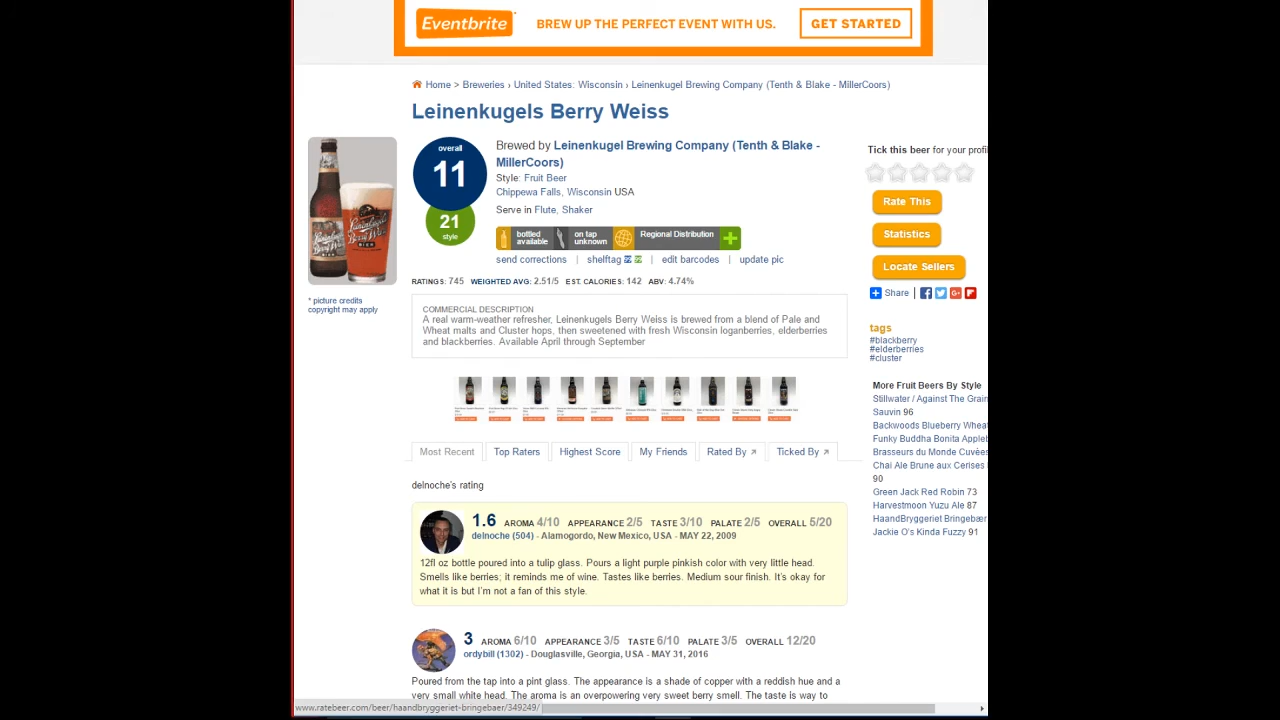 Eventbrite
BREW UP THE PERFECT EVENT WITH US.
GET STARTED
Home > Breweries › United States: Wisconsin › Leinenkugel Brewing Company (Tenth & Blake - MillerCoors)
Leinenkugels Berry Weiss
overall
11
21
style
Brewed by Leinenkugel Brewing Company (Tenth & Blake -
MillerCoors)
Style: Fruit Beer
Chippewa Falls, Wisconsin USA
Serve in Flute, Shaker
bottled
available
on tap
unknown
Regional Distribution
send corrections | shelftag | edit barcodes | update pic
* picture credits
copyright may apply
RATINGS: 745 WEIGHTED AVG: 2.51/5 EST. CALORIES: 142 ABV: 4.74%
COMMERCIAL DESCRIPTION
A real warm-weather refresher, Leinenkugels Berry Weiss is brewed from a blend of Pale and
Wheat malts and Cluster hops, then sweetened with fresh Wisconsin loganberries, elderberries
and blackberries. Available April through September
Tick this beer for your profil
Rate This
Statistics
Locate Sellers
Share |
tags
#blackberry
#elderberries
#cluster
More Fruit Beers By Style
Stillwater / Against The Grain
Sauvin 96
Backwoods Blueberry Wheat
Funky Buddha Bonita Applet
Brasseurs du Monde Cuvées
Chai Ale Brune aux Cerises
90
Green Jack Red Robin 73
Harvestmoon Yuzu Ale 87
HaandBryggeriet Bringebær
Jackie O's Kinda Fuzzy 91
Most Recent
Top Raters
Highest Score
My Friends
Rated By
Ticked By
delnoche's rating
1.6 AROMA 4/10 APPEARANCE 2/5 TASTE 3/10 PALATE 2/5 OVERALL 5/20
delnoche (504) - Alamogordo, New Mexico, USA - MAY 22, 2009
12fl oz bottle poured into a tulip glass. Pours a light purple pinkish color with very little head.
Smells like berries; it reminds me of wine. Tastes like berries. Medium sour finish. It's okay for
what it is but I'm not a fan of this style.
3 AROMA 6/10 APPEARANCE 3/5 TASTE 6/10 PALATE 3/5 OVERALL 12/20
ordybill (1302) - Douglasville, Georgia, USA - MAY 31, 2016
Poured from the tap into a pint glass. The appearance is a shade of copper with a reddish hue and a
very small white head. The aroma is an overpowering very sweet berry smell. The taste is way to
www.ratebeer.com/beer/haandbryggeriet-bringebaer/349249/